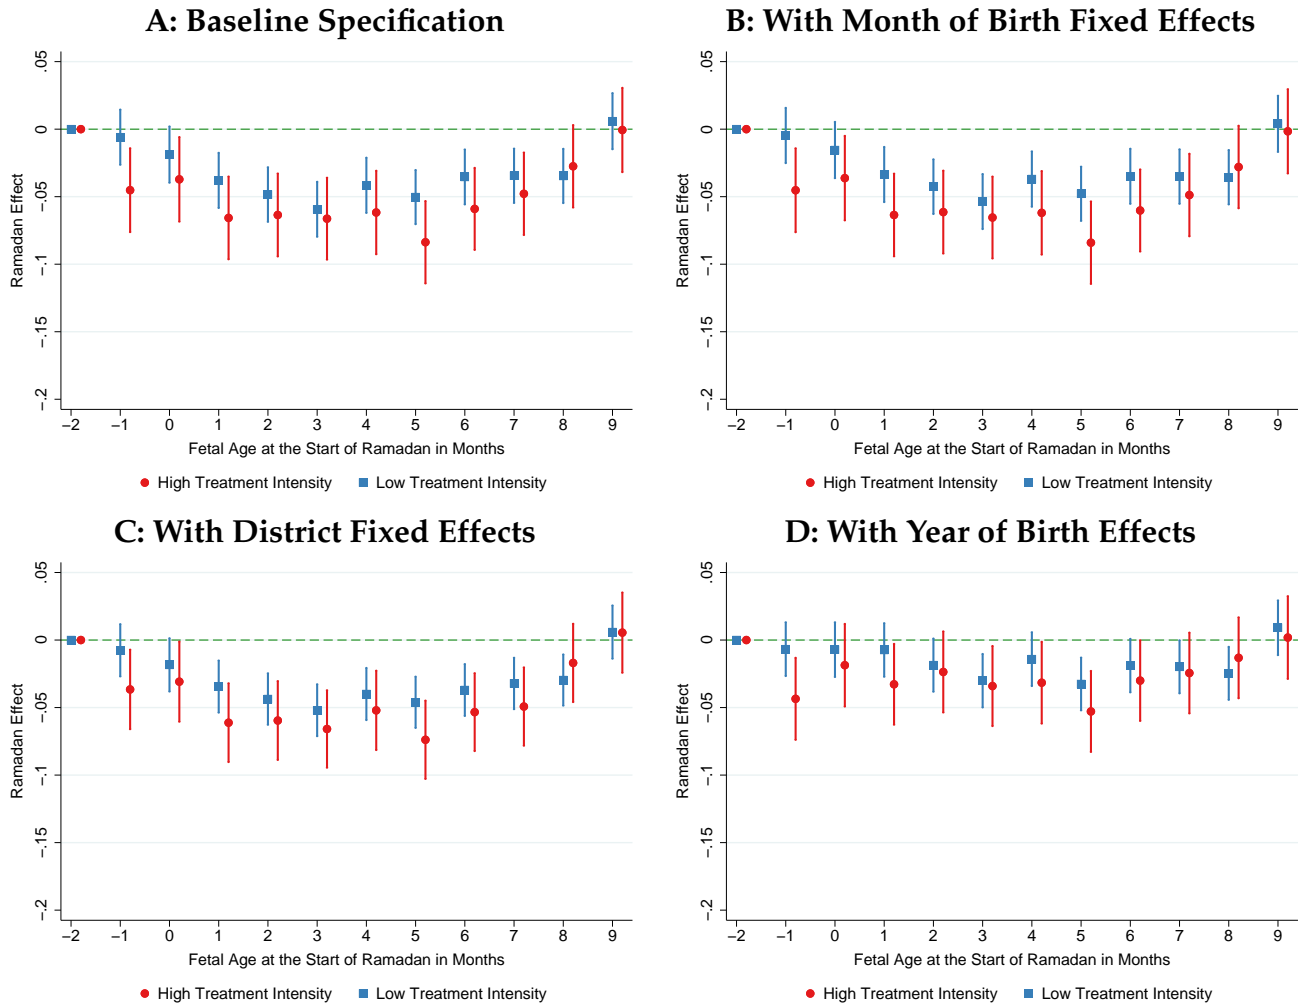 A: Baseline Specification
Ramadan Effect
.05
0
-.05
-.1
-.15
-.2
-2 -1 0 1 2 3 4 5 6 7 8 9
Fetal Age at the Start of Ramadan in Months
High Treatment Intensity Low Treatment Intensity
B: With Month of Birth Fixed Effects
Ramadan Effect
.05
0
-.05
-.1
-.15
-.2
-2 -1 0 1 2 3 4 5 6 7 8 9
Fetal Age at the Start of Ramadan in Months
High Treatment Intensity Low Treatment Intensity
C: With District Fixed Effects
Ramadan Effect
.05
0
-.05
-.1
-.15
-.2
-2 -1 0 1 2 3 4 5 6 7 8 9
Fetal Age at the Start of Ramadan in Months
High Treatment Intensity Low Treatment Intensity
D: With Year of Birth Effects
Ramadan Effect
.05
0
-.05
-.1
-.15
-.2
-2 -1 0 1 2 3 4 5 6 7 8 9
Fetal Age at the Start of Ramadan in Months
High Treatment Intensity Low Treatment Intensity